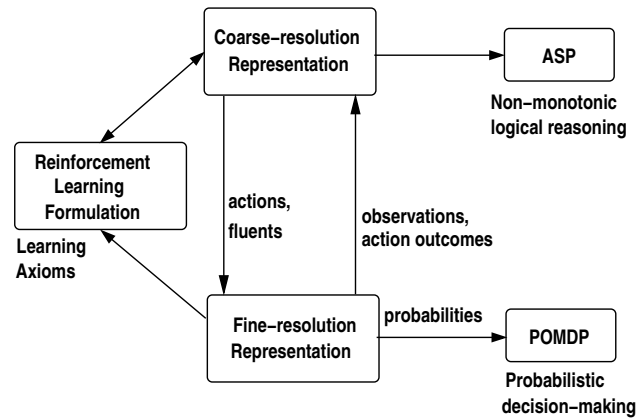 Coarse−resolution
Representation
ASP
Non−monotonic
logical reasoning
Reinforcement
Learning
Formulation
Learning
Axioms
actions,
fluents
observations,
action outcomes
Fine−resolution
Representation
probabilities
POMDP
Probabilistic
decision−making